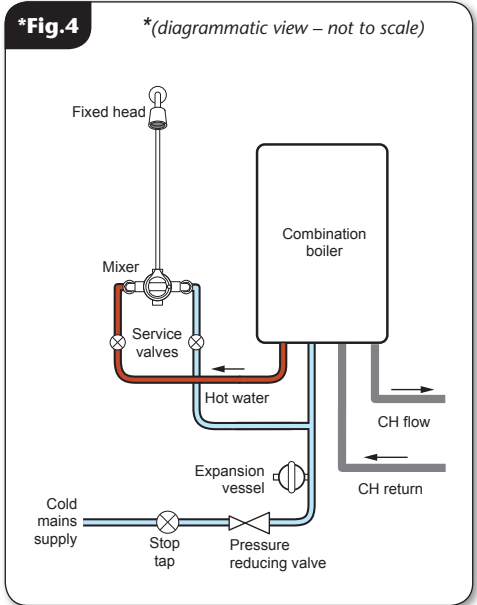 *Fig.4
*(diagrammatic view – not to scale)
Fixed head
Combination
boiler
Mixer
Service
valves
Hot water
CH flow
Expansion
vessel
CH return
Cold
mains
supply
Stop
tap
Pressure
reducing valve